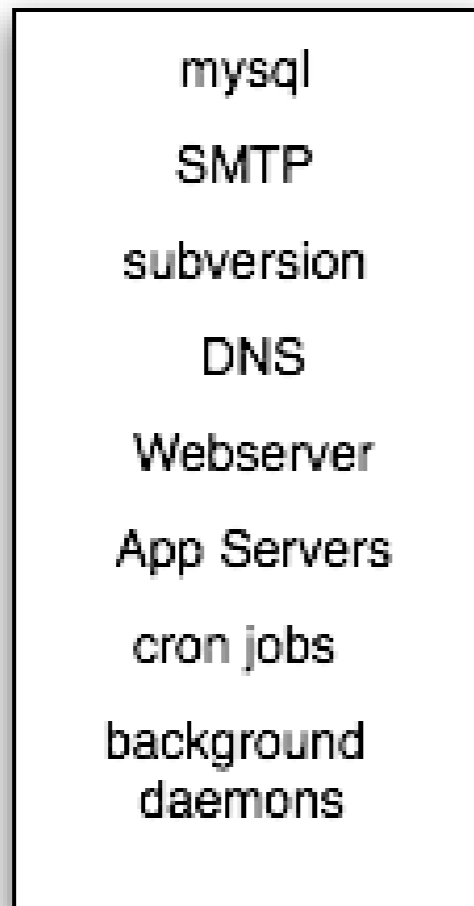 mysql
SMTP
subversion
DNS
Webserver
App Servers
cron jobs
background
daemons